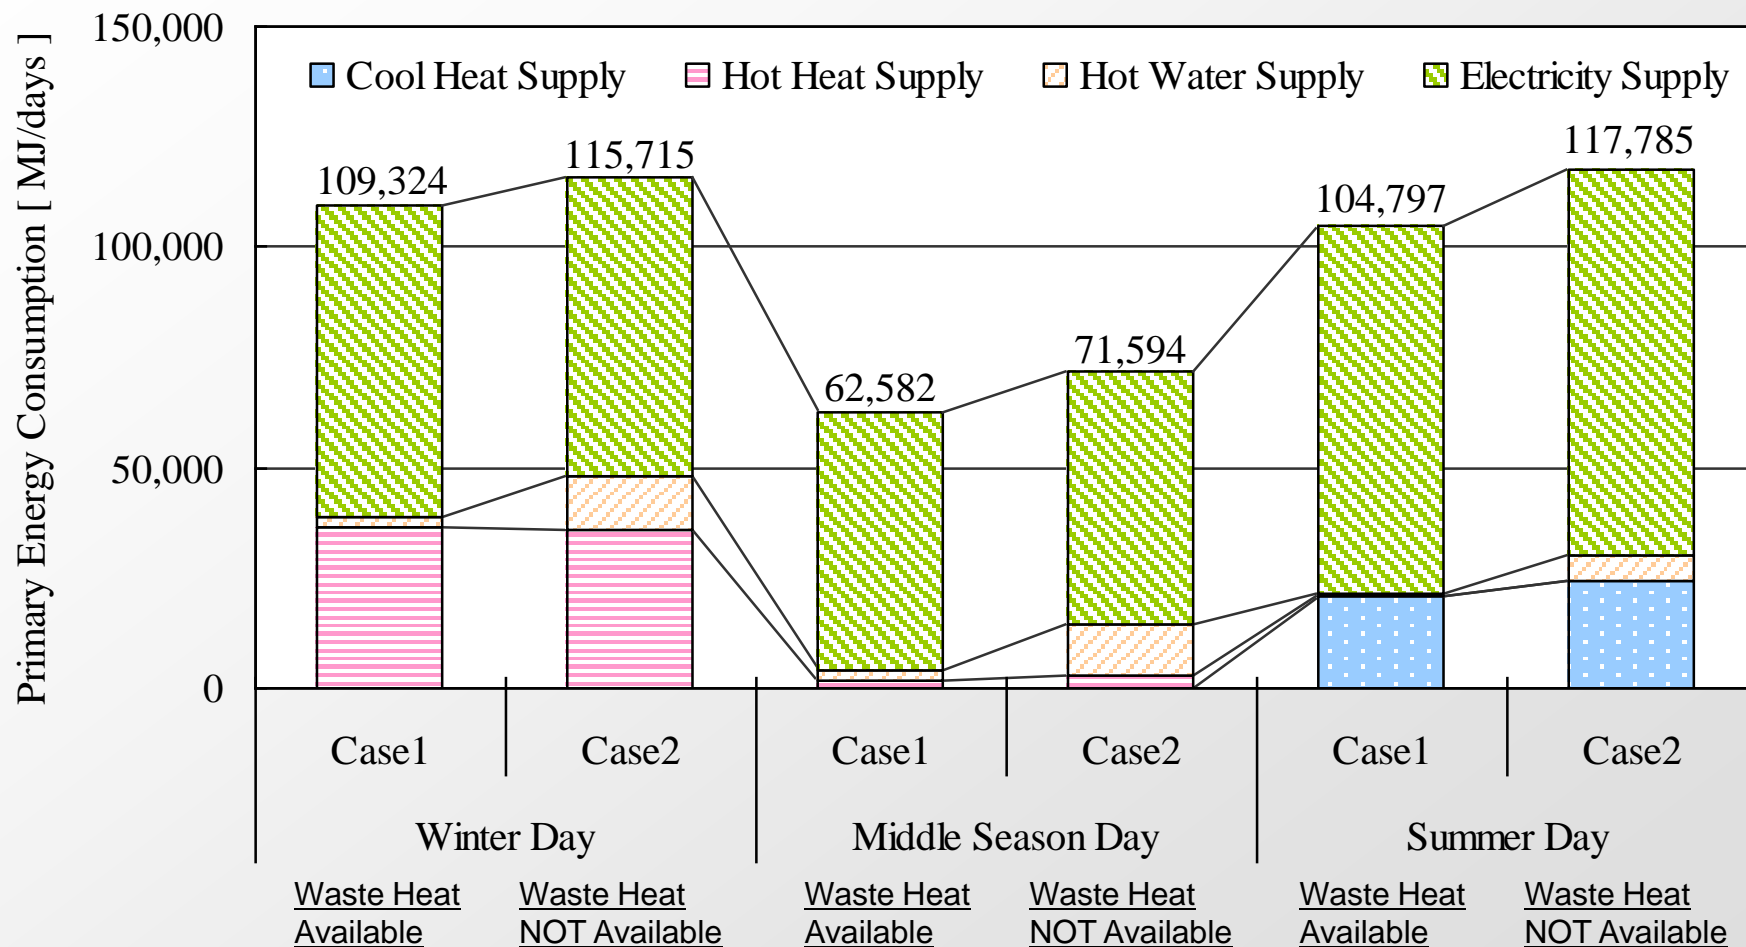 Primary Energy Consumption [ MJ/days ]
150,000
100,000
50,000
0
Cool Heat Supply Hot Heat Supply Hot Water Supply Electricity Supply
109,324 115,715 62,582 71,594 104,797 117,785
Case1 Case2 Case1 Case2 Case1 Case2
Winter Day Middle Season Day Summer Day
Waste Heat Waste Heat Waste Heat Waste Heat Waste Heat Waste Heat
Available NOT Available Available NOT Available Available NOT Available